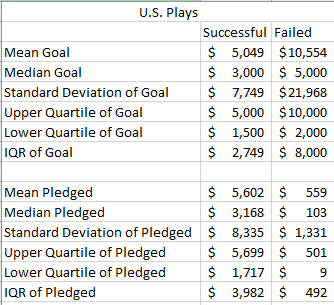 U.S. Plays
Successful Failed
Mean Goal $ 5,049 $10,554
Median Goal $ 3,000 $ 5,000
Standard Deviation of Goal $ 7,749 $21,968
Upper Quartile of Goal $ 5,000 $10,000
Lower Quartile of Goal $ 1,500 $ 2,000
IQR of Goal $ 2,749 $ 8,000
Mean Pledged $ 5,602 $ 559
Median Pledged $ 3,168 $ 103
Standard Deviation of Pledged $ 8,335 $ 1,331
Upper Quartile of Pledged $ 5,699 $ 501
Lower Quartile of Pledged $ 1,717 $ 9
IQR of Pledged $ 3,982 $ 492